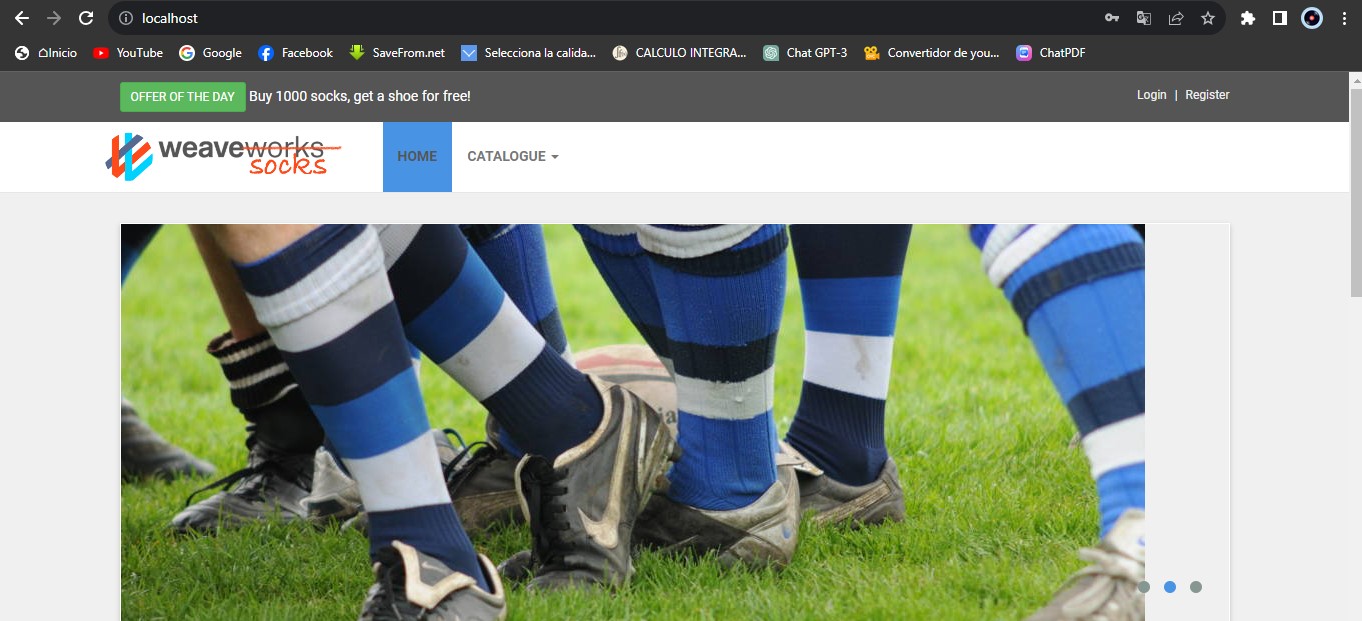 localhost
⌂Inicio YouTube Google Facebook SaveFrom.net Selecciona la calida... CALCULO INTEGRA... Chat GPT-3 Convertidor de you... ChatPDF
OFFER OF THE DAY Buy 1000 socks, get a shoe for free! Login | Register
weaveworks
socks
HOME CATALOGUE